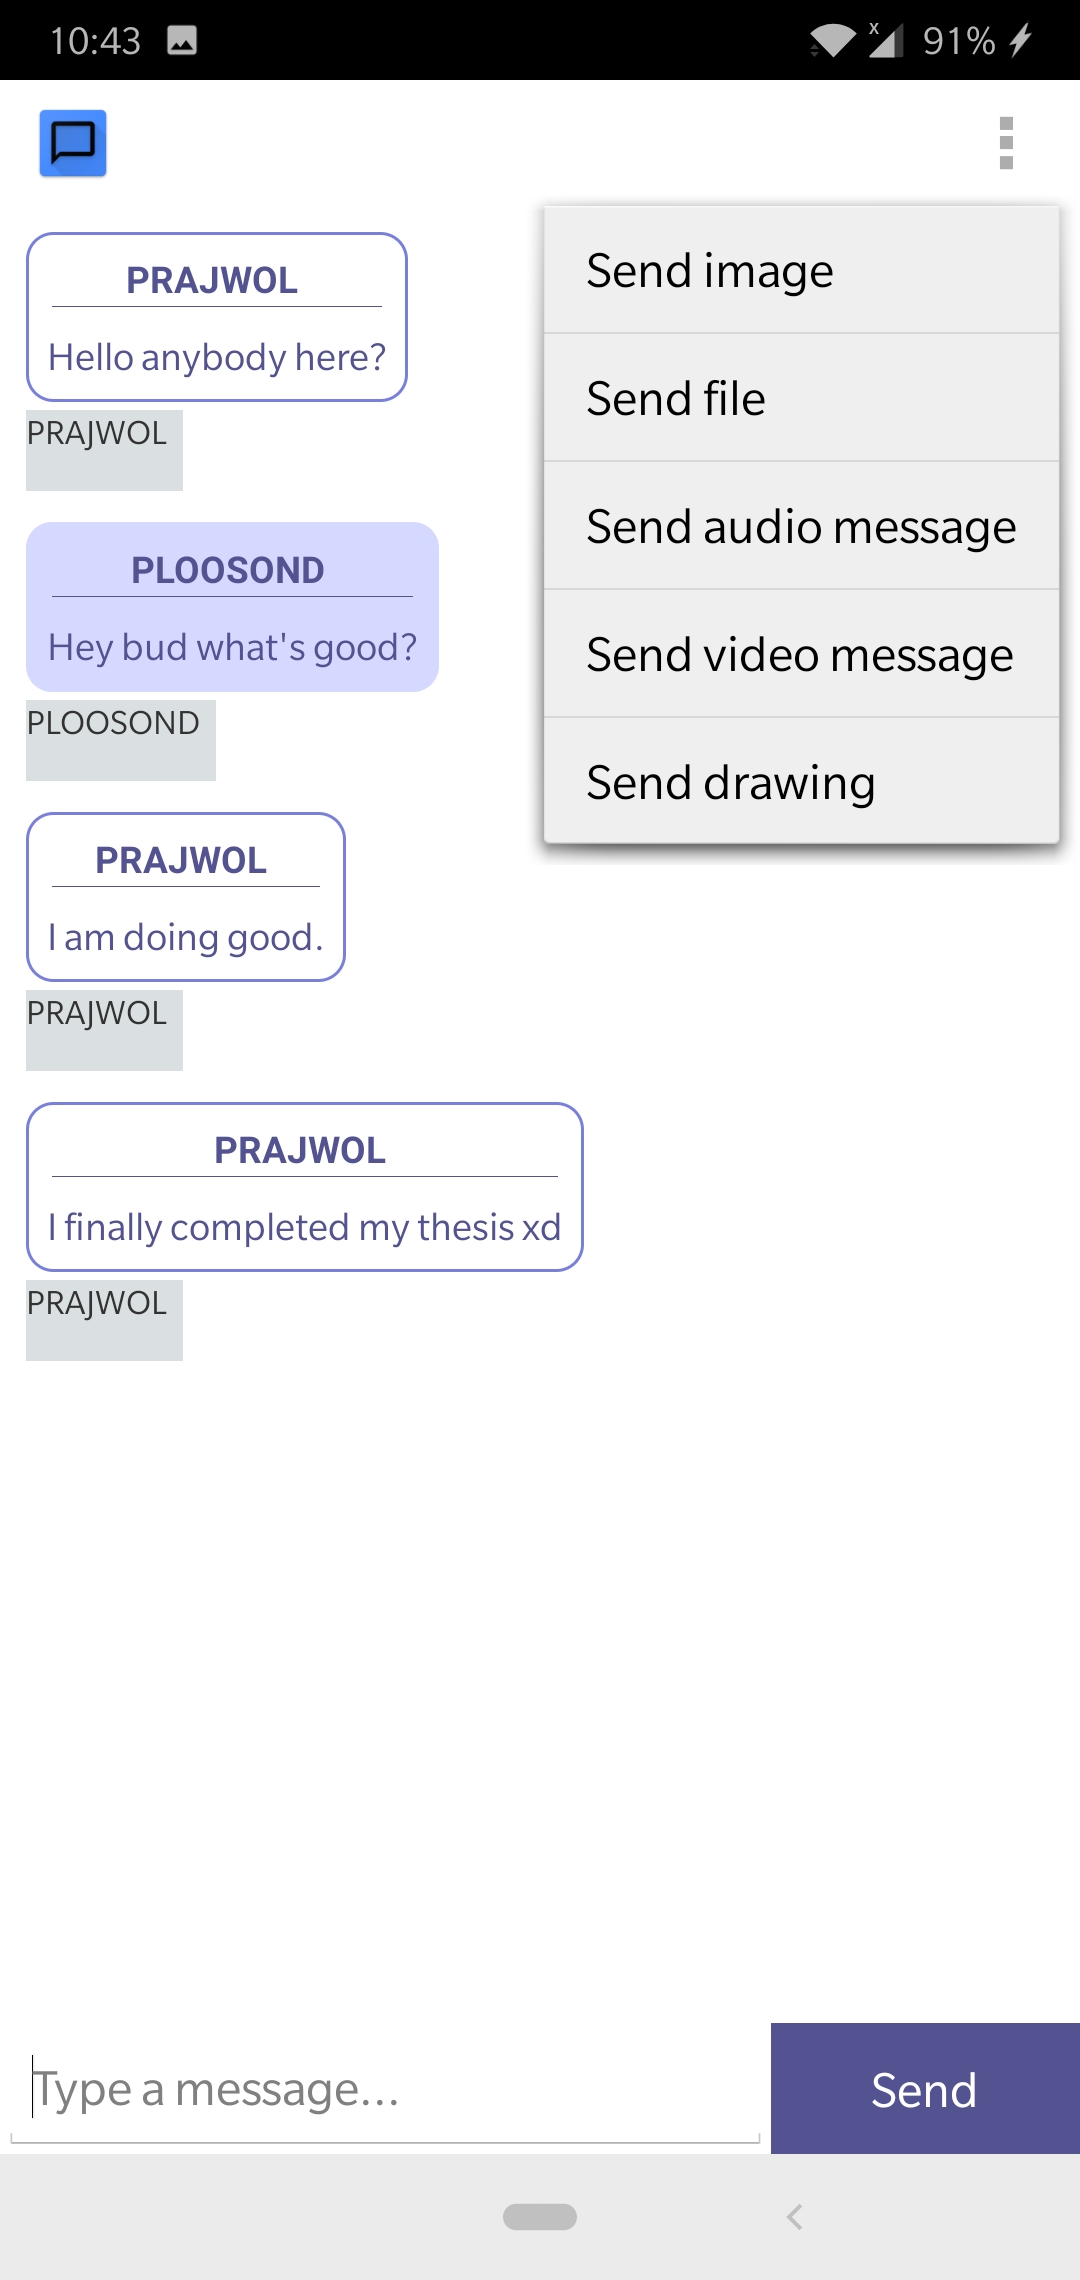 10:43
x
91%
PRAJWOL
Hello anybody here?
PRAJWOL
PLOOSOND
Hey bud what's good?
PLOOSOND
PRAJWOL
I am doing good.
PRAJWOL
PRAJWOL
I finally completed my thesis xd
PRAJWOL
Send image
Send file
Send audio message
Send video message
Send drawing
Type a message...
Send